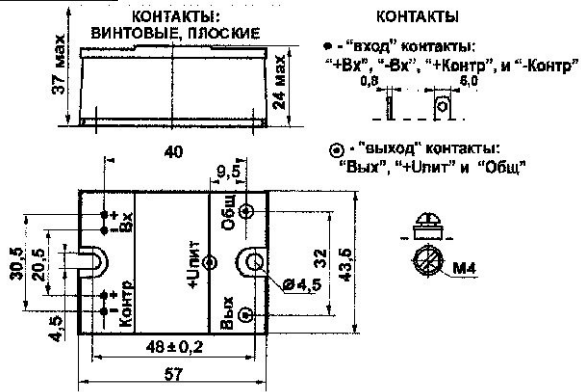 КОНТАКТЫ:
ВИНТОВЫЕ, ПЛОСКИЕ
37 мах
24 мах
КОНТАКТЫ
- "вход" контакты:
"+Вх", "-Вх", "+Контр", и "-Контр"
0,8
6,0
- "выход" контакты:
"Вых", "+Uпит" и "Общ"
40
9,5
+
-
Вх
Общ
30,5
20,5
4,5
+Uпит
Ø4,5
32
43,5
+
-
Контр
Вых
M4
48±0,2
57